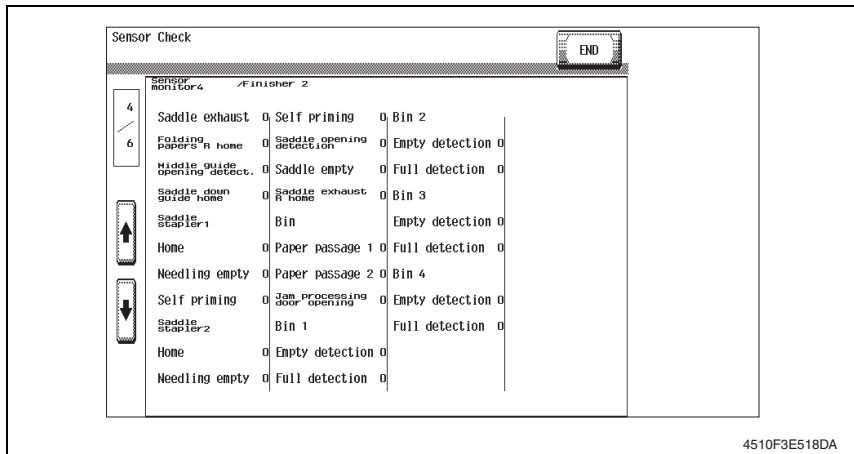 Sensor Check
END
Sensor monitor4 /Finisher 2
4
/
6
Saddle exhaust 0
Folding papers R home 0
Middle guide opening detect. 0
Saddle down guide home 0
Saddle stapler1
Home 0
Needling empty 0
Self priming 0
Saddle stapler2
Home 0
Needling empty 0
Self priming 0
Saddle opening detection 0
Saddle empty 0
Saddle exhaust R home 0
Bin
Paper passage 1 0
Paper passage 2 0
Jam processing door opening 0
Bin 1
Empty detection 0
Full detection 0
Bin 2
Empty detection 0
Full detection 0
Bin 3
Empty detection 0
Full detection 0
Bin 4
Empty detection 0
Full detection 0
4510F3E518DA